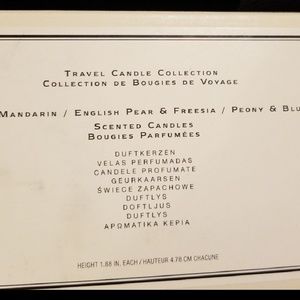 Travel Candle Collection
Collection de Bougies de Voyage
Mandarin / English Pear & Freesia / Peony & Blu
Scented Candles
Bougies Parfumées
DUFTKERZEN
VELAS PERFUMADAS
CANDELE PROFUMATE
GEURKAARSEN
ŚWIECE ZAPACHOWE
DUFTLYS
DOFTLJUS
DUFTLYS
ΑΡΩΜΑΤΙΚΑ ΚΕΡΙΑ
HEIGHT 1.88 IN, EACH / HAUTEUR 4.78 CM CHACUNE